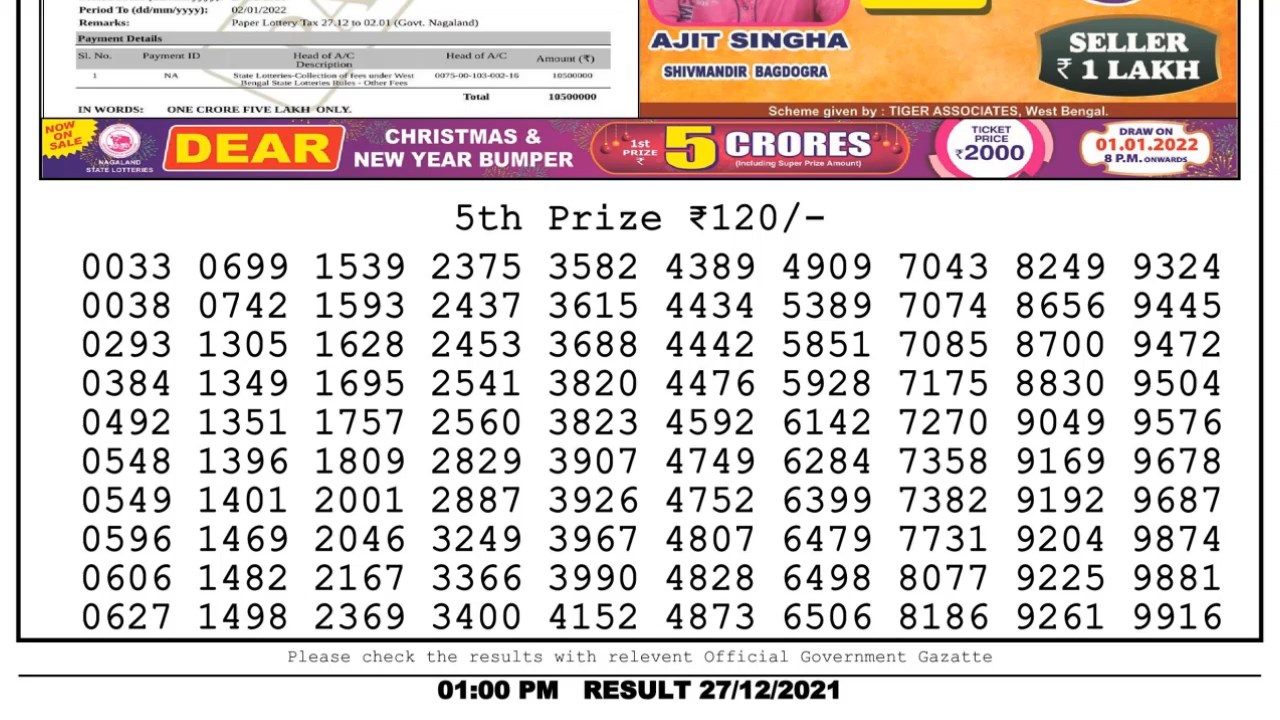 Period To (dd/mm/yyyy): 02/01/2022
Remarks: Paper Lottery Tax 27.12 to 02.01 (Govt. Nagaland)
Payment Details
Sl. No. Payment ID Head of A/C Description Head of A/C Amount (₹)
1 NA State Lotteries-Collection of fees under West Bengal State Lotteries Rules - Other Fees 0075-00-103-002-16 10500000
Total 10500000
IN WORDS: ONE CRORE FIVE LAKH ONLY.
AJIT SINGHA
SHIVMANDIR BAGDOGRA
SELLER
₹ 1 LAKH
Scheme given by : TIGER ASSOCIATES, West Bengal.
NOW ON SALE
NAGALAND STATE LOTTERIES
DEAR
CHRISTMAS &
NEW YEAR BUMPER
1st PRIZE ₹ 5 CRORES
(Including Super Prize Amount)
TICKET PRICE
₹2000
DRAW ON
01.01.2022
8 P.M. ONWARDS
5th Prize ₹120/-
0033 0699 1539 2375 3582 4389 4909 7043 8249 9324
0038 0742 1593 2437 3615 4434 5389 7074 8656 9445
0293 1305 1628 2453 3688 4442 5851 7085 8700 9472
0384 1349 1695 2541 3820 4476 5928 7175 8830 9504
0492 1351 1757 2560 3823 4592 6142 7270 9049 9576
0548 1396 1809 2829 3907 4749 6284 7358 9169 9678
0549 1401 2001 2887 3926 4752 6399 7382 9192 9687
0596 1469 2046 3249 3967 4807 6479 7731 9204 9874
0606 1482 2167 3366 3990 4828 6498 8077 9225 9881
0627 1498 2369 3400 4152 4873 6506 8186 9261 9916
Please check the results with relevent Official Government Gazatte
01:00 PM RESULT 27/12/2021